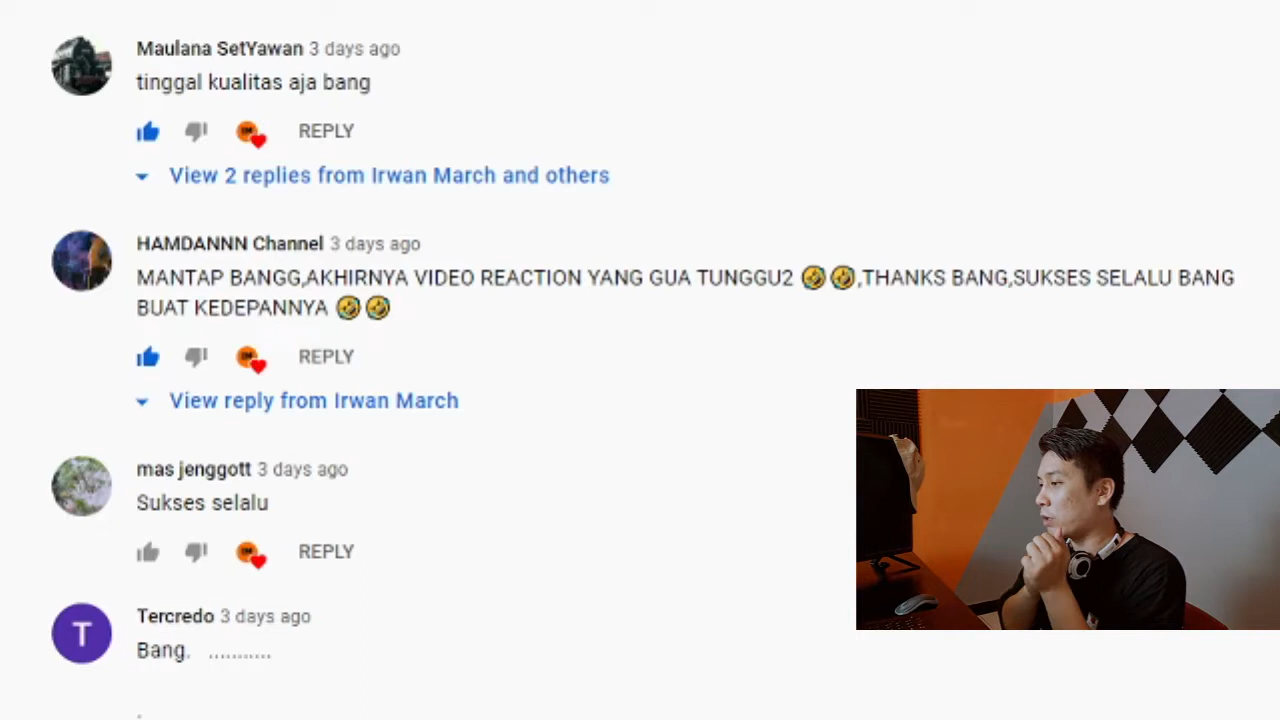 Maulana SetYawan 3 days ago
tinggal kualitas aja bang
REPLY
View 2 replies from Irwan March and others
HAMDANNN Channel 3 days ago
MANTAP BANGG,AKHIRNYA VIDEO REACTION YANG GUA TUNGGU2 🤣🤣,THANKS BANG,SUKSES SELALU BANG
BUAT KEDEPANNYA 🤣🤣
REPLY
View reply from Irwan March
mas jenggott 3 days ago
Sukses selalu
REPLY
T
Tercredo 3 days ago
Bang. ...........
.